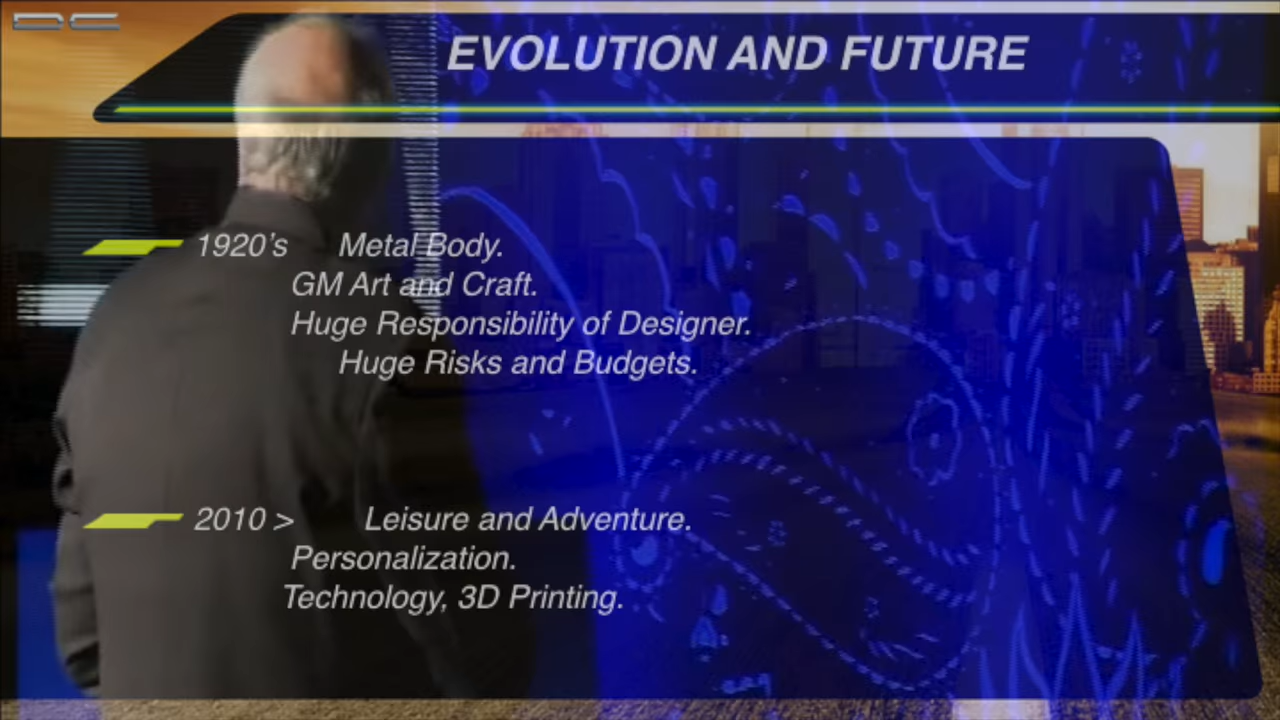 DC
EVOLUTION AND FUTURE
1920's Metal Body.
GM Art and Craft.
Huge Responsibility of Designer.
Huge Risks and Budgets.
2010 > Leisure and Adventure.
Personalization.
Technology, 3D Printing.